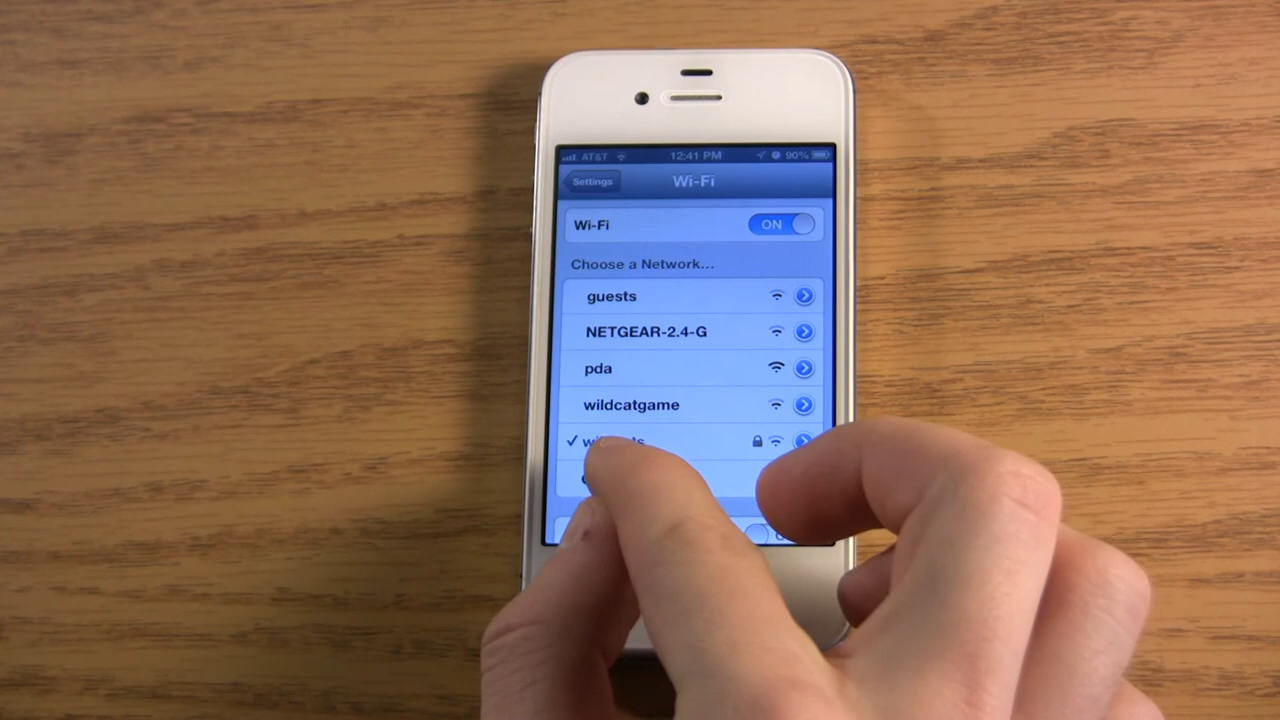 AT&T 12:41 PM 90%
Settings Wi-Fi
Wi-Fi ON
Choose a Network...
guests
NETGEAR-2.4-G
pda
wildcatgame